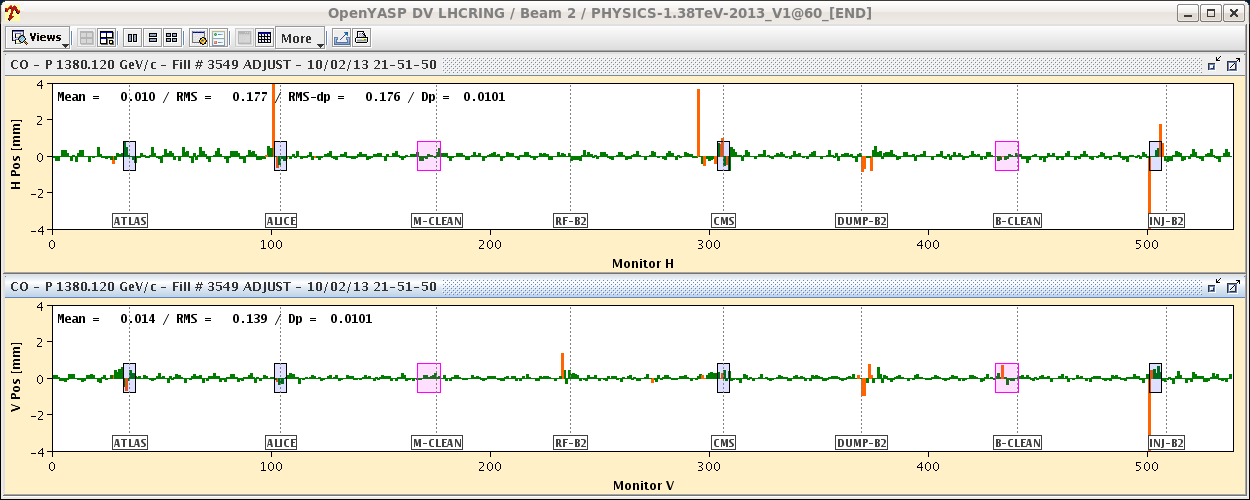 OpenYASP DV LHCRING / Beam 2 / PHYSICS-1.38TeV-2013_V1@60_[END]
Views More
CO - P 1380.120 GeV/c - Fill # 3549 ADJUST - 10/02/13 21-51-50
Mean = 0.010 / RMS = 0.177 / RMS-dp = 0.176 / Dp = 0.0101
H Pos [mm]
4
2
0
-2
-4
ATLAS ALICE M-CLEAN RF-B2 CMS DUMP-B2 B-CLEAN INJ-B2
0 100 200 300 400 500
Monitor H
CO - P 1380.120 GeV/c - Fill # 3549 ADJUST - 10/02/13 21-51-50
Mean = 0.014 / RMS = 0.139 / Dp = 0.0101
V Pos [mm]
4
2
0
-2
-4
ATLAS ALICE M-CLEAN RF-B2 CMS DUMP-B2 B-CLEAN INJ-B2
0 100 200 300 400 500
Monitor V